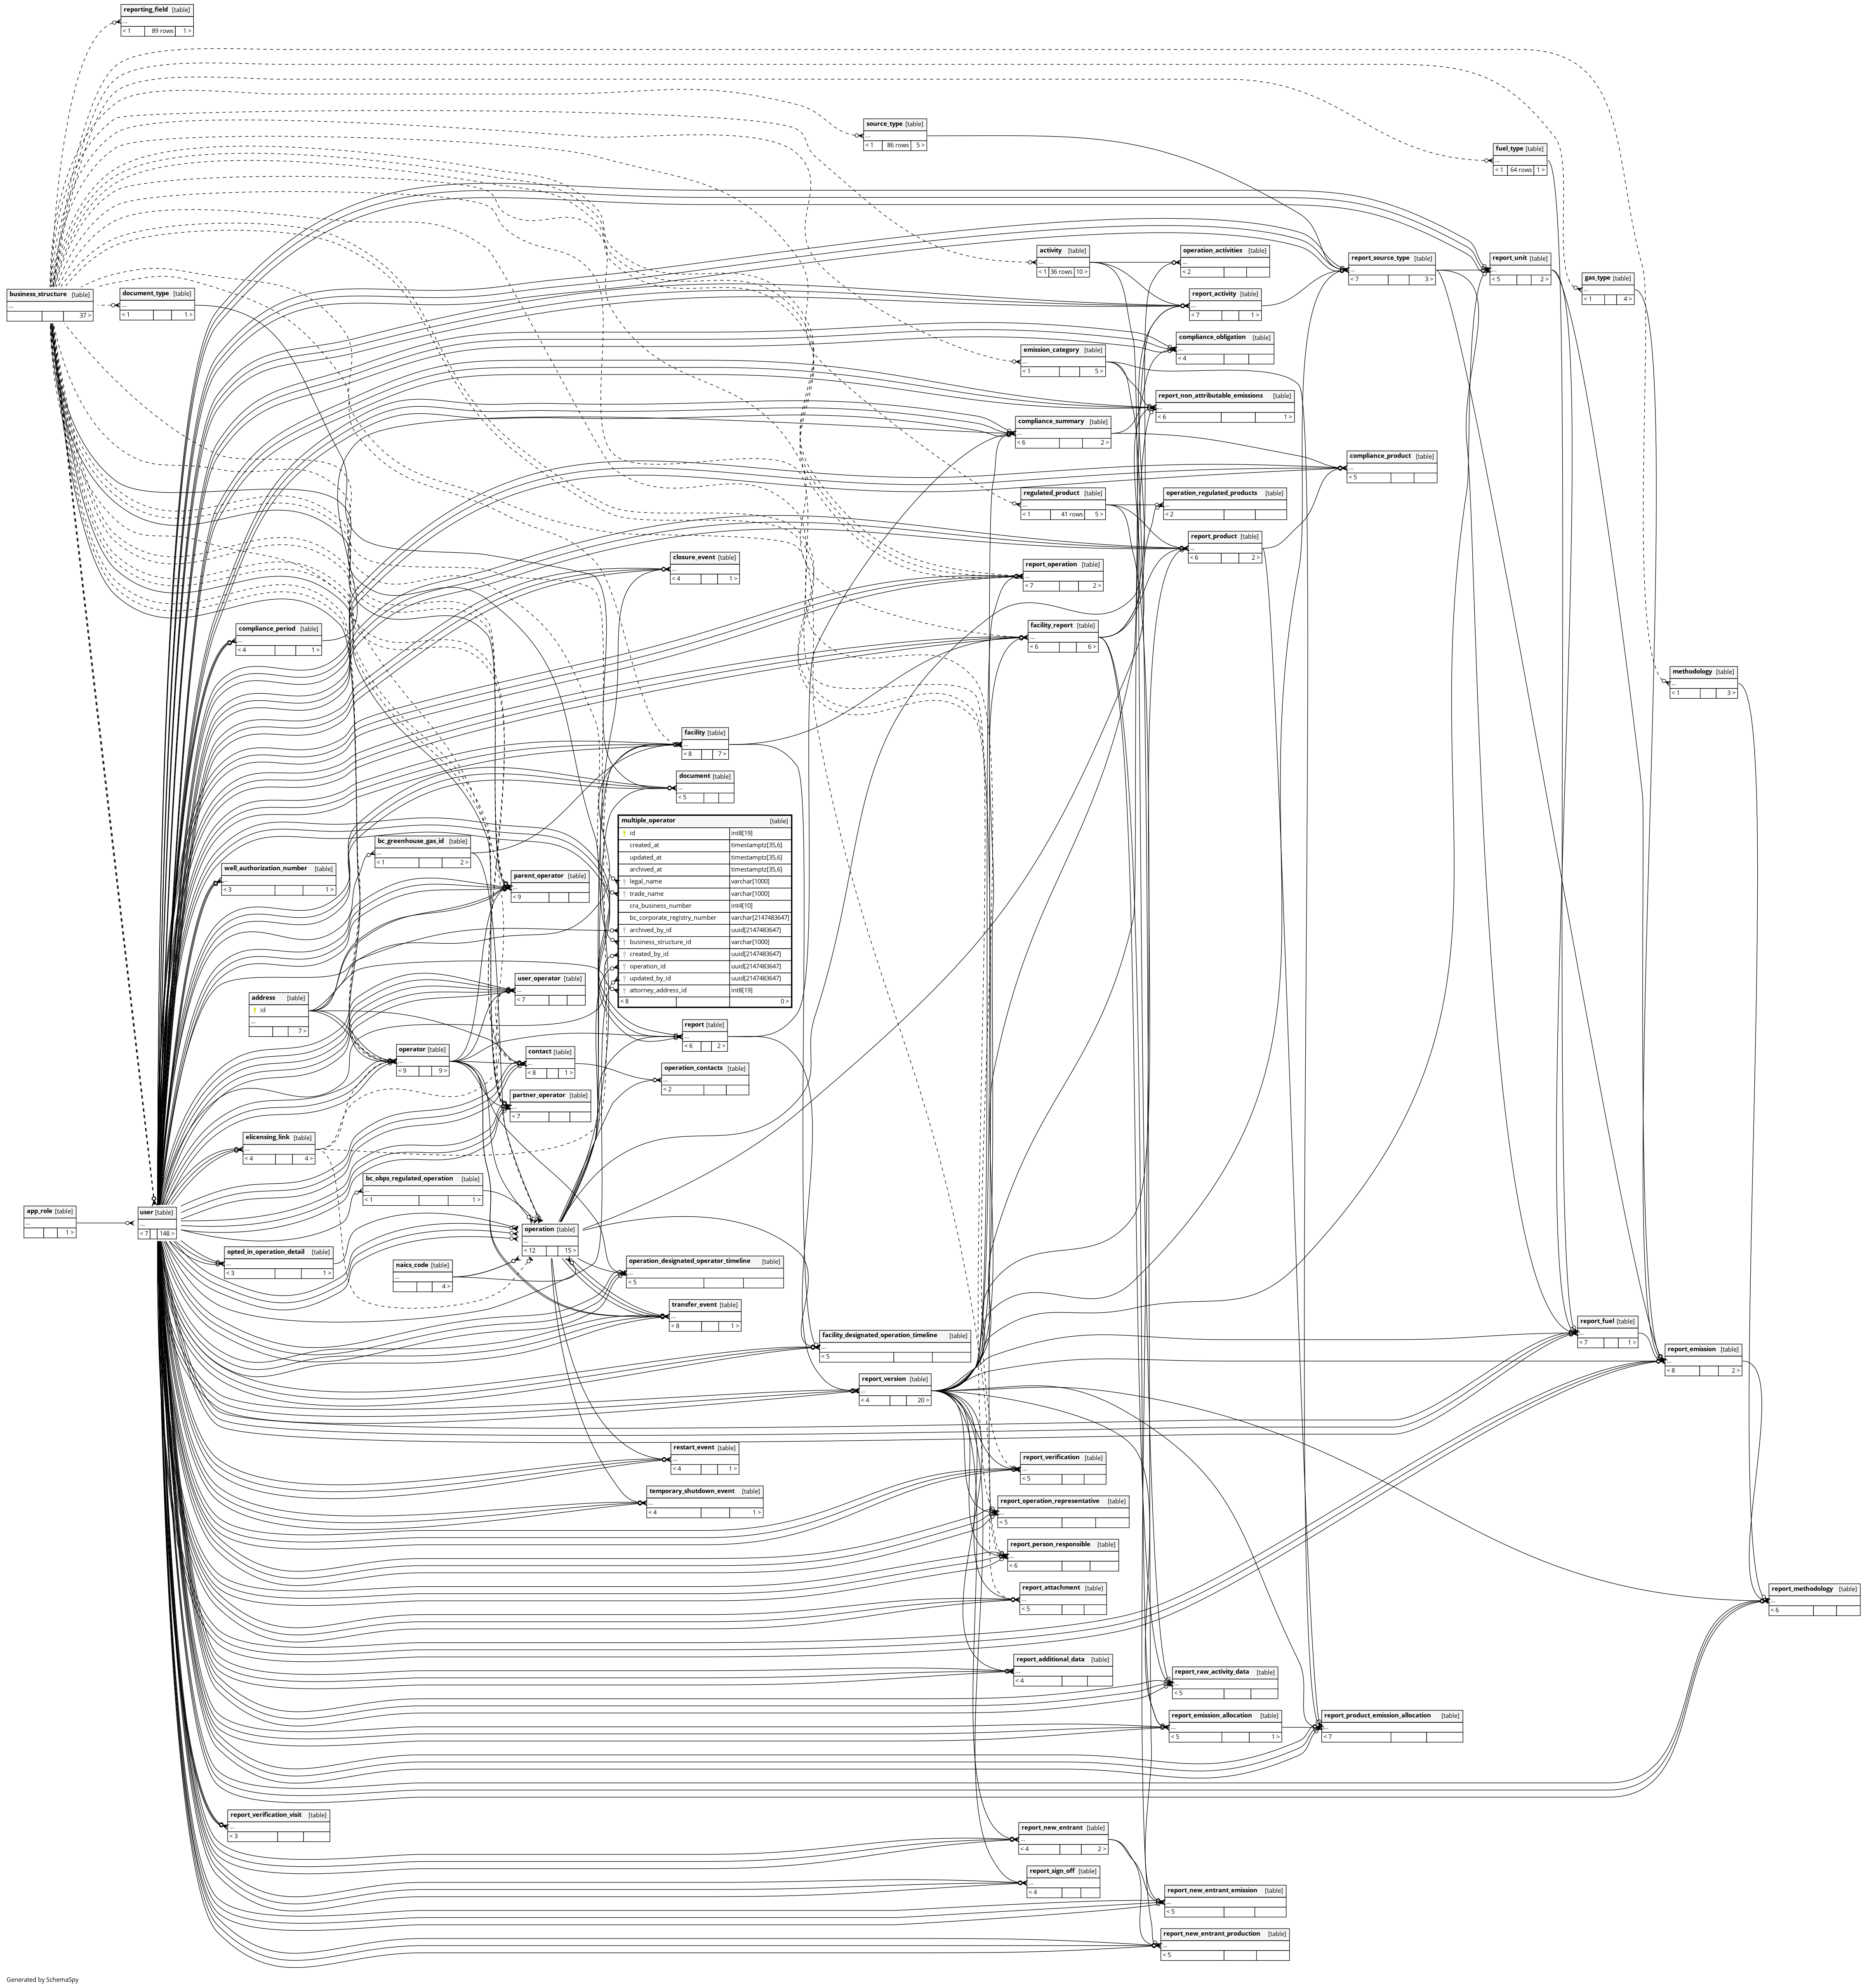 reporting_field [table]
...
< 1 89 rows 1 >
source_type [table]
...
< 1 86 rows 5 >
fuel_type [table]
...
< 1 64 rows 1 >
activity [table]
...
< 1 36 rows 10 >
operation_activities [table]
...
< 2
report_source_type [table]
...
< 7 3 >
report_unit [table]
...
< 5 2 >
gas_type [table]
...
< 1 4 >
business_structure [table]
...
37 >
document_type [table]
...
< 1 1 >
report_activity [table]
...
< 7 1 >
compliance_obligation [table]
...
< 4
emission_category [table]
...
< 1 5 >
report_non_attributable_emissions [table]
...
< 6 1 >
compliance_summary [table]
...
< 6 2 >
compliance_product [table]
...
< 5
regulated_product [table]
...
< 1 41 rows 5 >
operation_regulated_products [table]
...
< 2
report_product [table]
...
< 6 2 >
closure_event [table]
...
< 4 1 >
report_operation [table]
...
< 7 2 >
compliance_period [table]
...
< 4 1 >
facility_report [table]
...
< 6 6 >
methodology [table]
...
< 1 3 >
facility [table]
...
< 8 7 >
document [table]
...
< 5
multiple_operator [table]
id int8[19]
created_at timestamptz[35,6]
updated_at timestamptz[35,6]
archived_at timestamptz[35,6]
legal_name varchar[1000]
trade_name varchar[1000]
cra_business_number int4[10]
bc_corporate_registry_number varchar[2147483647]
archived_by_id uuid[2147483647]
business_structure_id varchar[1000]
created_by_id uuid[2147483647]
operation_id uuid[2147483647]
updated_by_id uuid[2147483647]
attorney_address_id int8[19]
< 8 0 >
bc_greenhouse_gas_id [table]
...
< 1 2 >
well_authorization_number [table]
...
< 3 1 >
parent_operator [table]
...
< 9
user_operator [table]
...
< 7
address [table]
id
...
7 >
report [table]
...
< 6 2 >
operator [table]
...
< 9 9 >
contact [table]
...
< 8 1 >
operation_contacts [table]
...
< 2
partner_operator [table]
...
< 7
elicensing_link [table]
...
< 4 4 >
bc_obps_regulated_operation [table]
...
< 1 1 >
app_role [table]
...
1 >
user [table]
...
< 7 148 >
operation [table]
...
< 12 15 >
opted_in_operation_detail [table]
...
< 3 1 >
naics_code [table]
...
4 >
operation_designated_operator_timeline [table]
...
< 5
transfer_event [table]
...
< 8 1 >
facility_designated_operation_timeline [table]
...
< 5
report_fuel [table]
...
< 7 1 >
report_emission [table]
...
< 8 2 >
report_version [table]
...
< 4 20 >
restart_event [table]
...
< 4 1 >
report_verification [table]
...
< 5
temporary_shutdown_event [table]
...
< 4 1 >
report_operation_representative [table]
...
< 5
report_person_responsible [table]
...
< 6
report_attachment [table]
...
< 5
report_methodology [table]
...
< 6
report_additional_data [table]
...
< 4
report_raw_activity_data [table]
...
< 5
report_emission_allocation [table]
...
< 5 1 >
report_product_emission_allocation [table]
...
< 7
report_verification_visit [table]
...
< 3
report_new_entrant [table]
...
< 4 2 >
report_sign_off [table]
...
< 4
report_new_entrant_emission [table]
...
< 5
report_new_entrant_production [table]
...
< 5
Generated by SchemaSpy